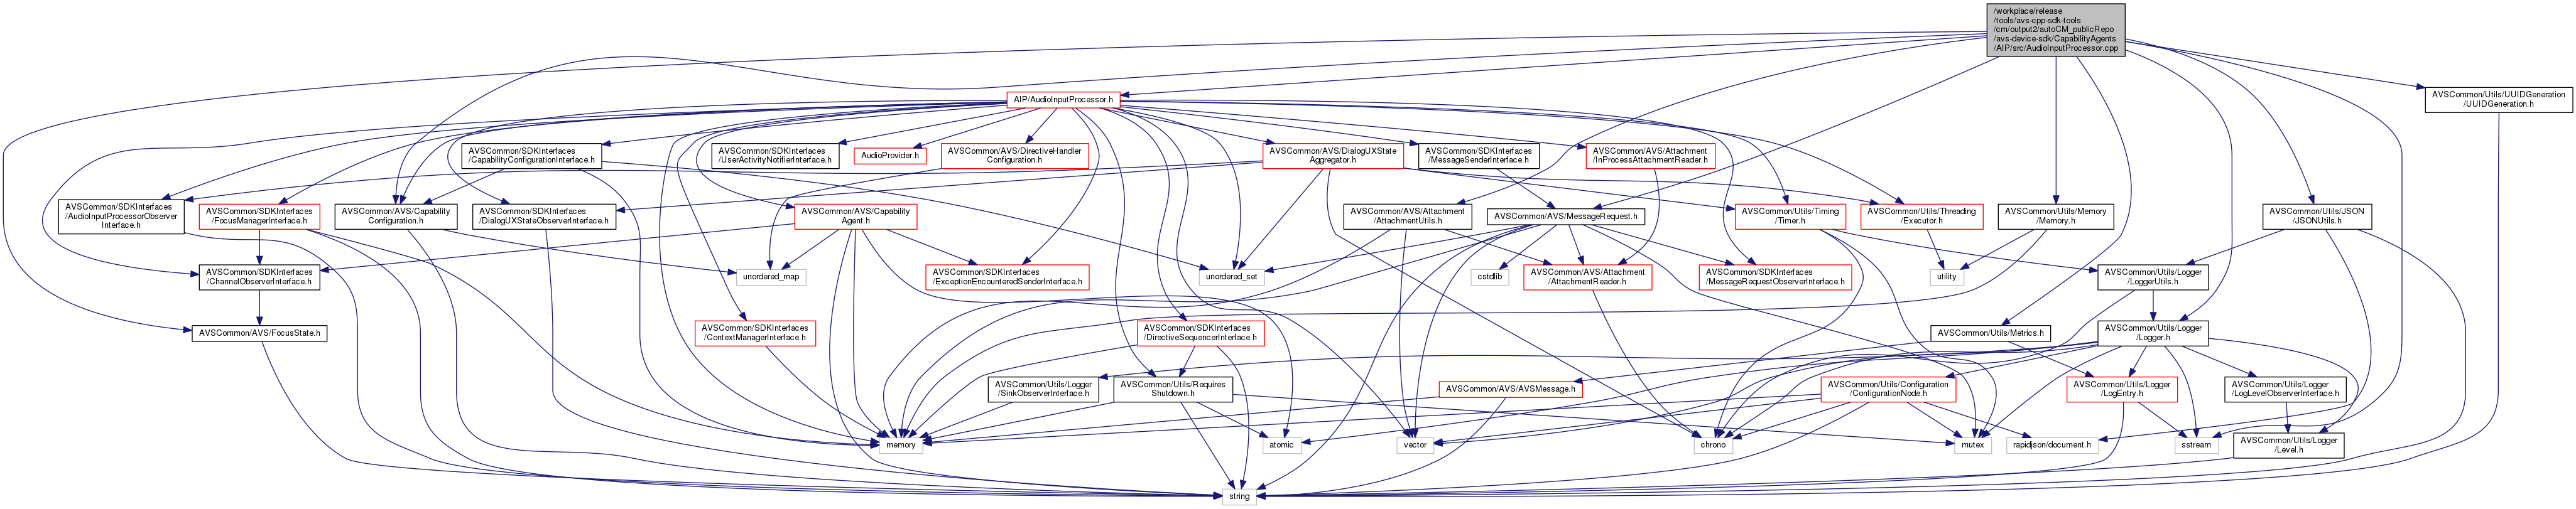 /workplace/release
/tools/avs-cpp-sdk-tools
/cm/output2/autoCM_publicRepo
/avs-device-sdk/CapabilityAgents
/AIP/src/AudioInputProcessor.cpp
AIP/AudioInputProcessor.h
AVSCommon/Utils/UUIDGeneration
/UUIDGeneration.h
AVSCommon/SDKInterfaces
/CapabilityConfigurationInterface.h
AVSCommon/SDKInterfaces
/UserActivityNotifierInterface.h
AudioProvider.h
AVSCommon/AVS/DirectiveHandler
Configuration.h
AVSCommon/AVS/DialogUXState
Aggregator.h
AVSCommon/SDKInterfaces
/MessageSenderInterface.h
AVSCommon/AVS/Attachment
/InProcessAttachmentReader.h
AVSCommon/SDKInterfaces
/AudioInputProcessorObserver
Interface.h
AVSCommon/SDKInterfaces
/FocusManagerInterface.h
AVSCommon/AVS/Capability
Configuration.h
AVSCommon/SDKInterfaces
/DialogUXStateObserverInterface.h
AVSCommon/AVS/Capability
Agent.h
AVSCommon/AVS/Attachment
/AttachmentUtils.h
AVSCommon/AVS/MessageRequest.h
AVSCommon/Utils/Timing
/Timer.h
AVSCommon/Utils/Threading
/Executor.h
AVSCommon/Utils/Memory
/Memory.h
AVSCommon/Utils/JSON
/JSONUtils.h
AVSCommon/SDKInterfaces
/ChannelObserverInterface.h
unordered_map
AVSCommon/SDKInterfaces
/ExceptionEncounteredSenderInterface.h
unordered_set
cstdlib
AVSCommon/AVS/Attachment
/AttachmentReader.h
AVSCommon/SDKInterfaces
/MessageRequestObserverInterface.h
utility
AVSCommon/Utils/Logger
/LoggerUtils.h
AVSCommon/AVS/FocusState.h
AVSCommon/SDKInterfaces
/ContextManagerInterface.h
AVSCommon/SDKInterfaces
/DirectiveSequencerInterface.h
AVSCommon/Utils/Metrics.h
AVSCommon/Utils/Logger
/Logger.h
AVSCommon/Utils/Logger
/SinkObserverInterface.h
AVSCommon/Utils/Requires
Shutdown.h
AVSCommon/AVS/AVSMessage.h
AVSCommon/Utils/Configuration
/ConfigurationNode.h
AVSCommon/Utils/Logger
/LogEntry.h
AVSCommon/Utils/Logger
/LogLevelObserverInterface.h
memory
atomic
vector
chrono
mutex
rapidjson/document.h
sstream
AVSCommon/Utils/Logger
/Level.h
string